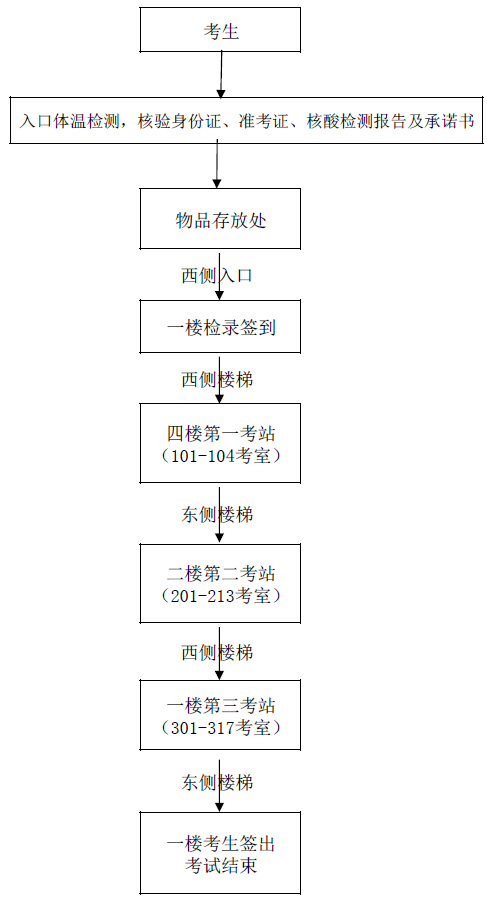 考生
入口体温检测，核验身份证、准考证、核酸检测报告及承诺书
物品存放处
西侧入口
一楼检录签到
西侧楼梯
四楼第一考站
（101-104考室）
东侧楼梯
二楼第二考站
（201-213考室）
西侧楼梯
一楼第三考站
（301-317考室）
东侧楼梯
一楼考生签出
考试结束